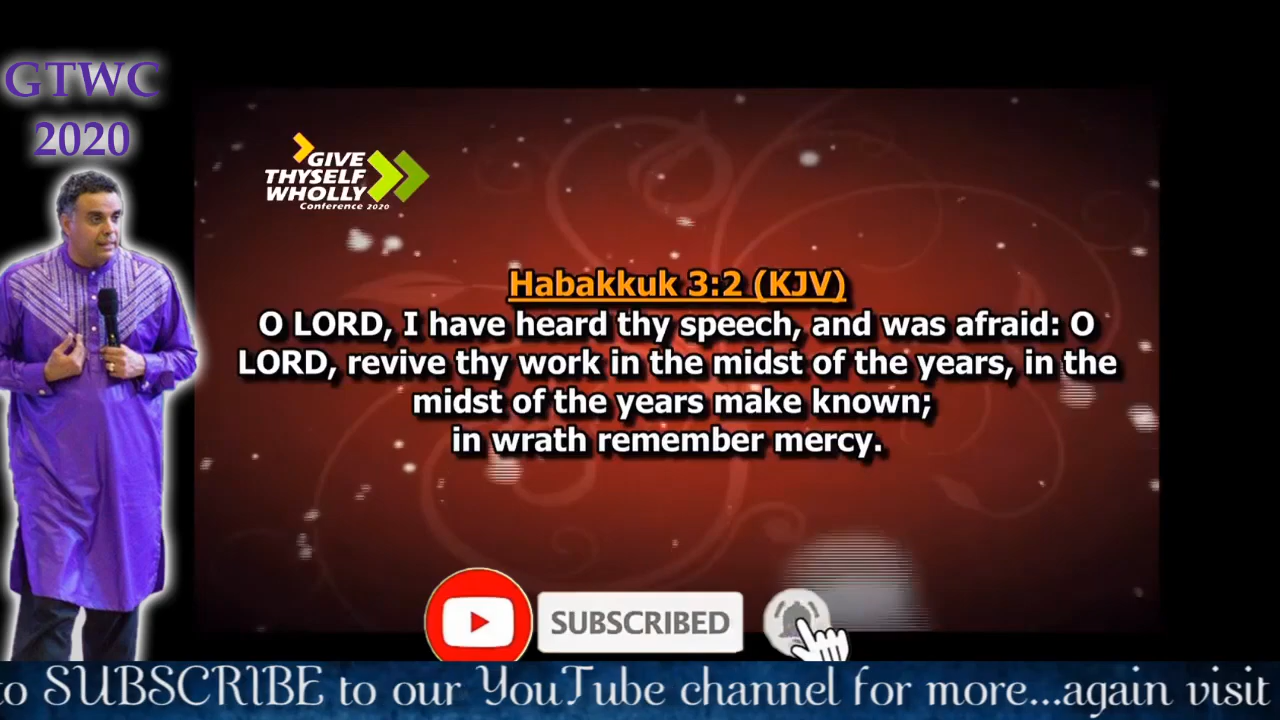 GTWC
2020
GIVE
THYSELF
WHOLLY
Conference 2020
Habakkuk 3:2 (KJV)
O LORD, I have heard thy speech, and was afraid: O
LORD, revive thy work in the midst of the years, in the
midst of the years make known;
in wrath remember mercy.
SUBSCRIBED
to SUBSCRIBE to our YouTube channel for more...again visit